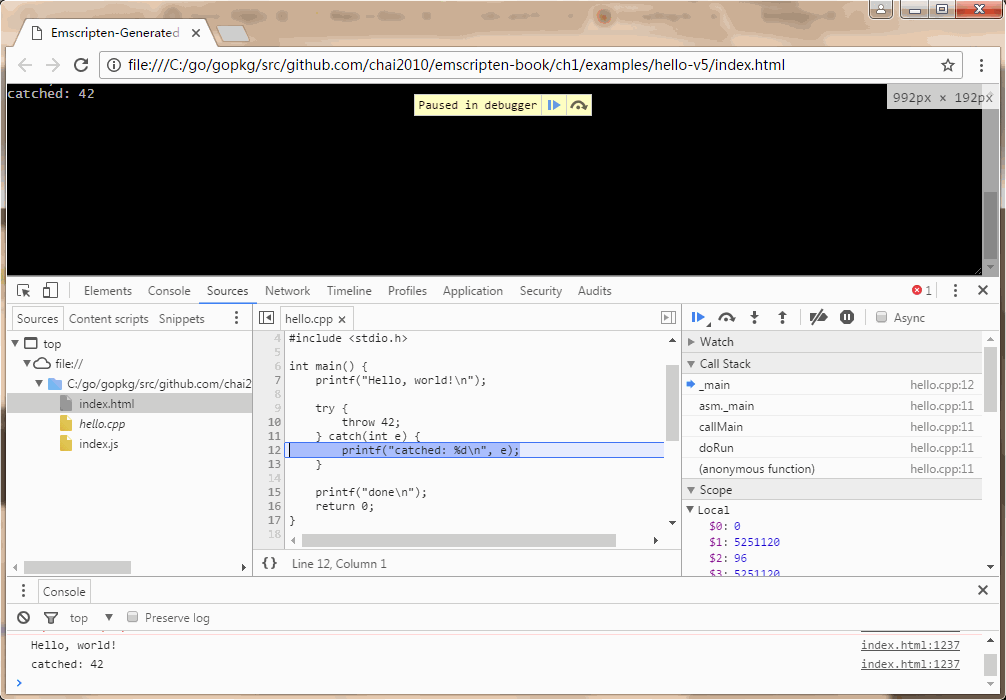 Emscripten-Generated
file:///C:/go/gopkg/src/github.com/chai2010/emscripten-book/ch1/examples/hello-v5/index.html
catched: 42
Paused in debugger
992px × 192px
Elements Console Sources Network Timeline Profiles Application Security Audits 1
Sources Content scripts Snippets
top
file://
C:/go/gopkg/src/github.com/chai2
index.html
hello.cpp
index.js
hello.cpp
4 #include <stdio.h>
5
6 int main() {
7 printf("Hello, world!\n");
8
9 try {
10 throw 42;
11 } catch(int e) {
12 printf("catched: %d\n", e);
13 }
14
15 printf("done\n");
16 return 0;
17 }
18
{} Line 12, Column 1
Async
Watch
Call Stack
_main hello.cpp:12
asm._main hello.cpp:11
callMain hello.cpp:11
doRun hello.cpp:11
(anonymous function) hello.cpp:11
Scope
Local
$0: 0
$1: 5251120
$2: 96
$3: 5251120
Console
top Preserve log
Hello, world! index.html:1237
catched: 42 index.html:1237
>